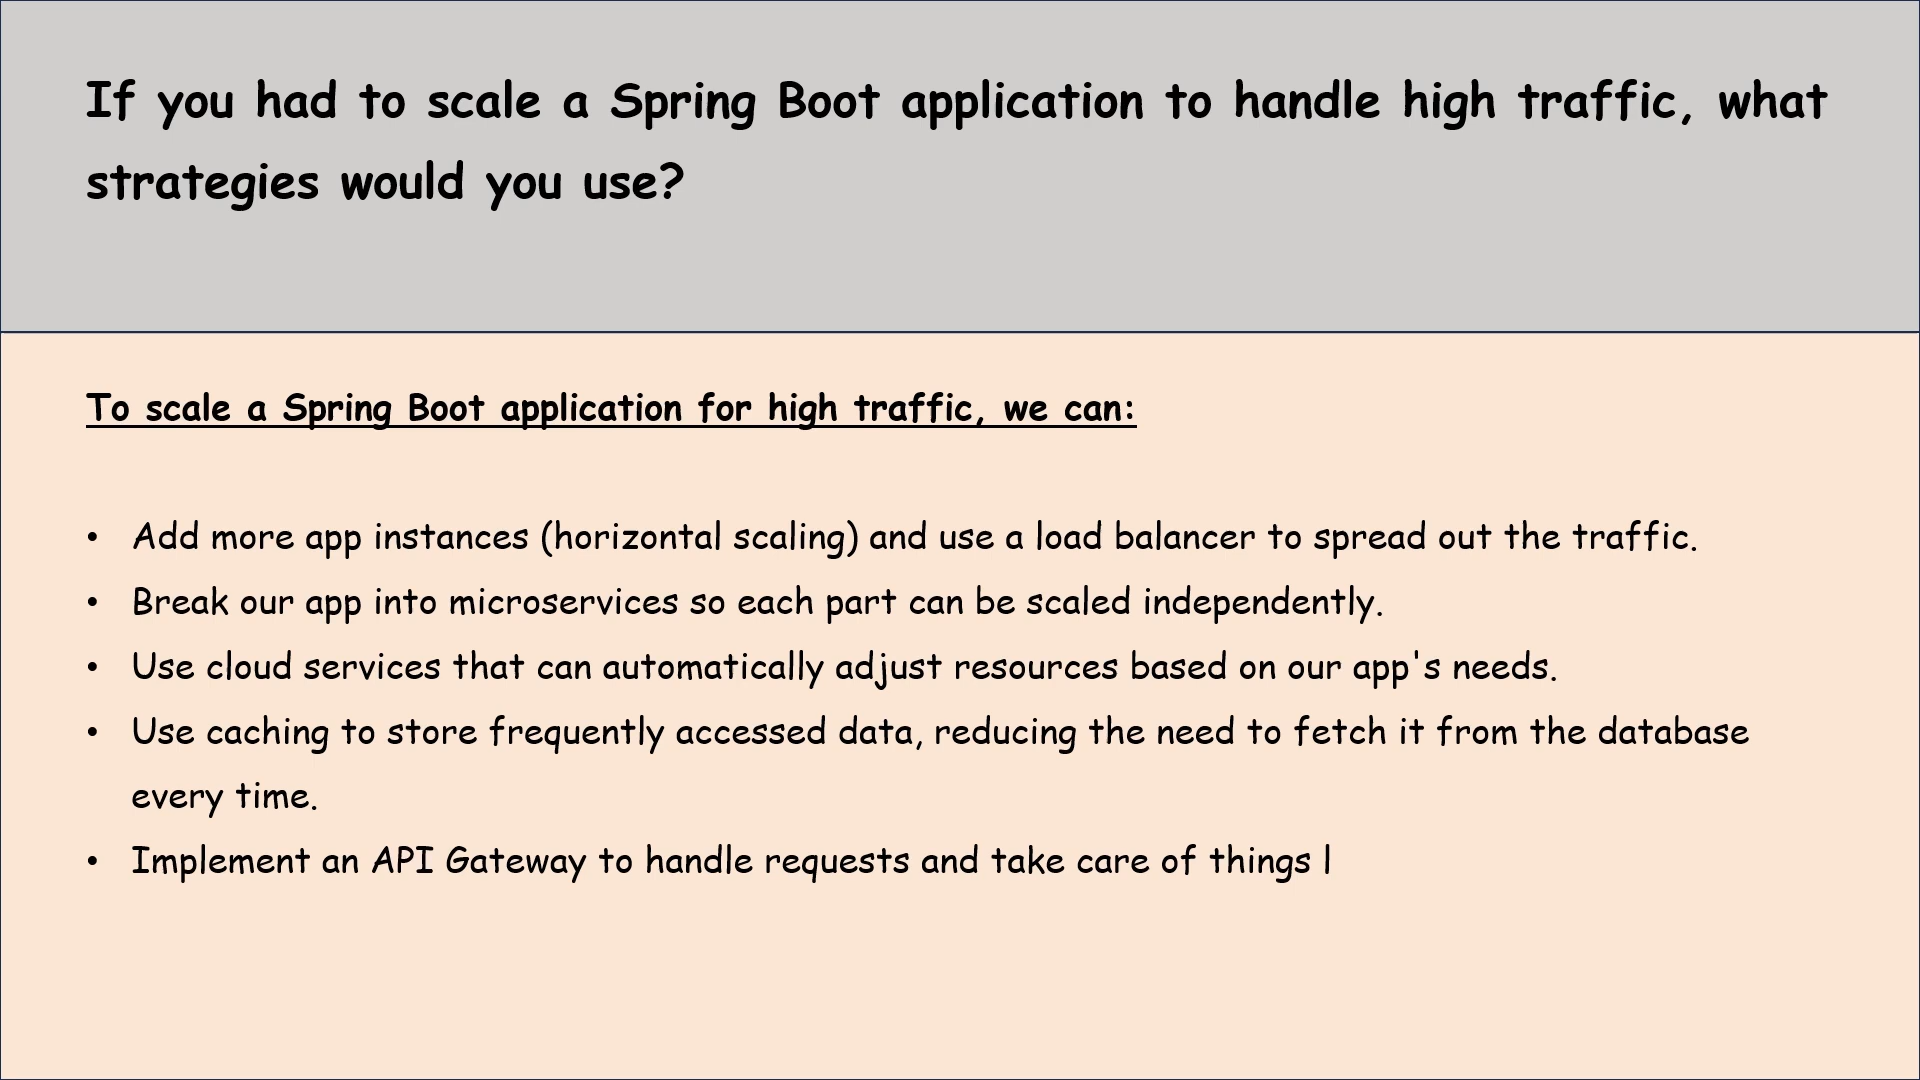 If you had to scale a Spring Boot application to handle high traffic, what
strategies would you use?
To scale a Spring Boot application for high traffic, we can:
• Add more app instances (horizontal scaling) and use a load balancer to spread out the traffic.
• Break our app into microservices so each part can be scaled independently.
• Use cloud services that can automatically adjust resources based on our app's needs.
• Use caching to store frequently accessed data, reducing the need to fetch it from the database
every time.
• Implement an API Gateway to handle requests and take care of things l